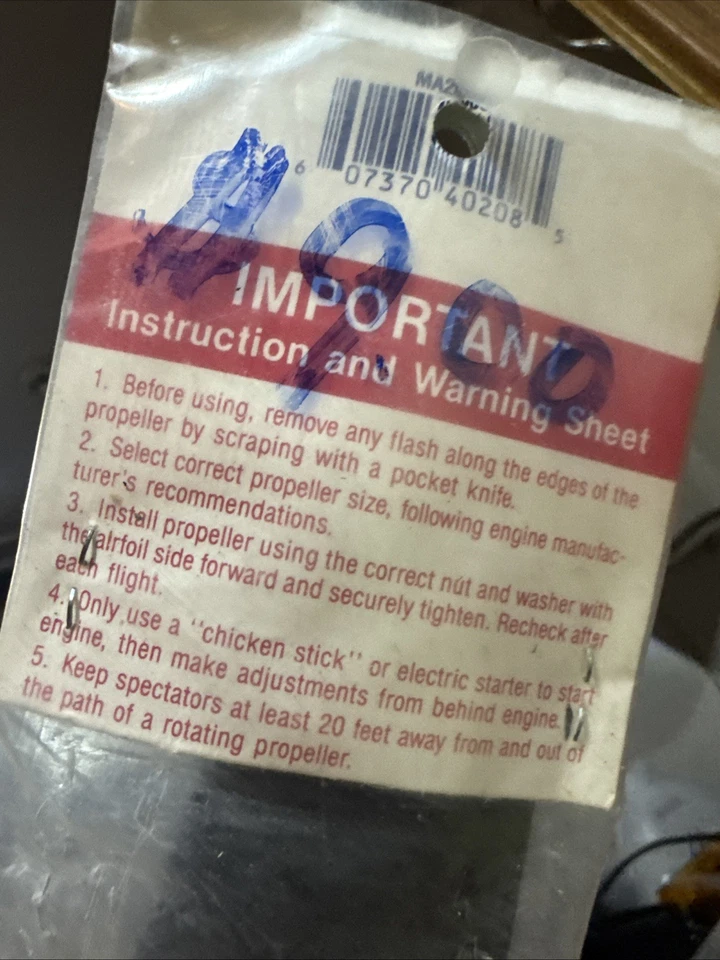 6 07370 40208 5
9.00
IMPORTANT
Instruction and Warning Sheet
1. Before using, remove any flash along the edges of the
propeller by scraping with a pocket knife.
2. Select correct propeller size, following engine manufac-
turer's recommendations.
3. Install propeller using the correct nut and washer with
the airfoil side forward and securely tighten. Recheck after
each flight.
4. Only use a "chicken stick" or electric starter to start
engine, then make adjustments from behind engine.
5. Keep spectators at least 20 feet away from and out of
the path of a rotating propeller.